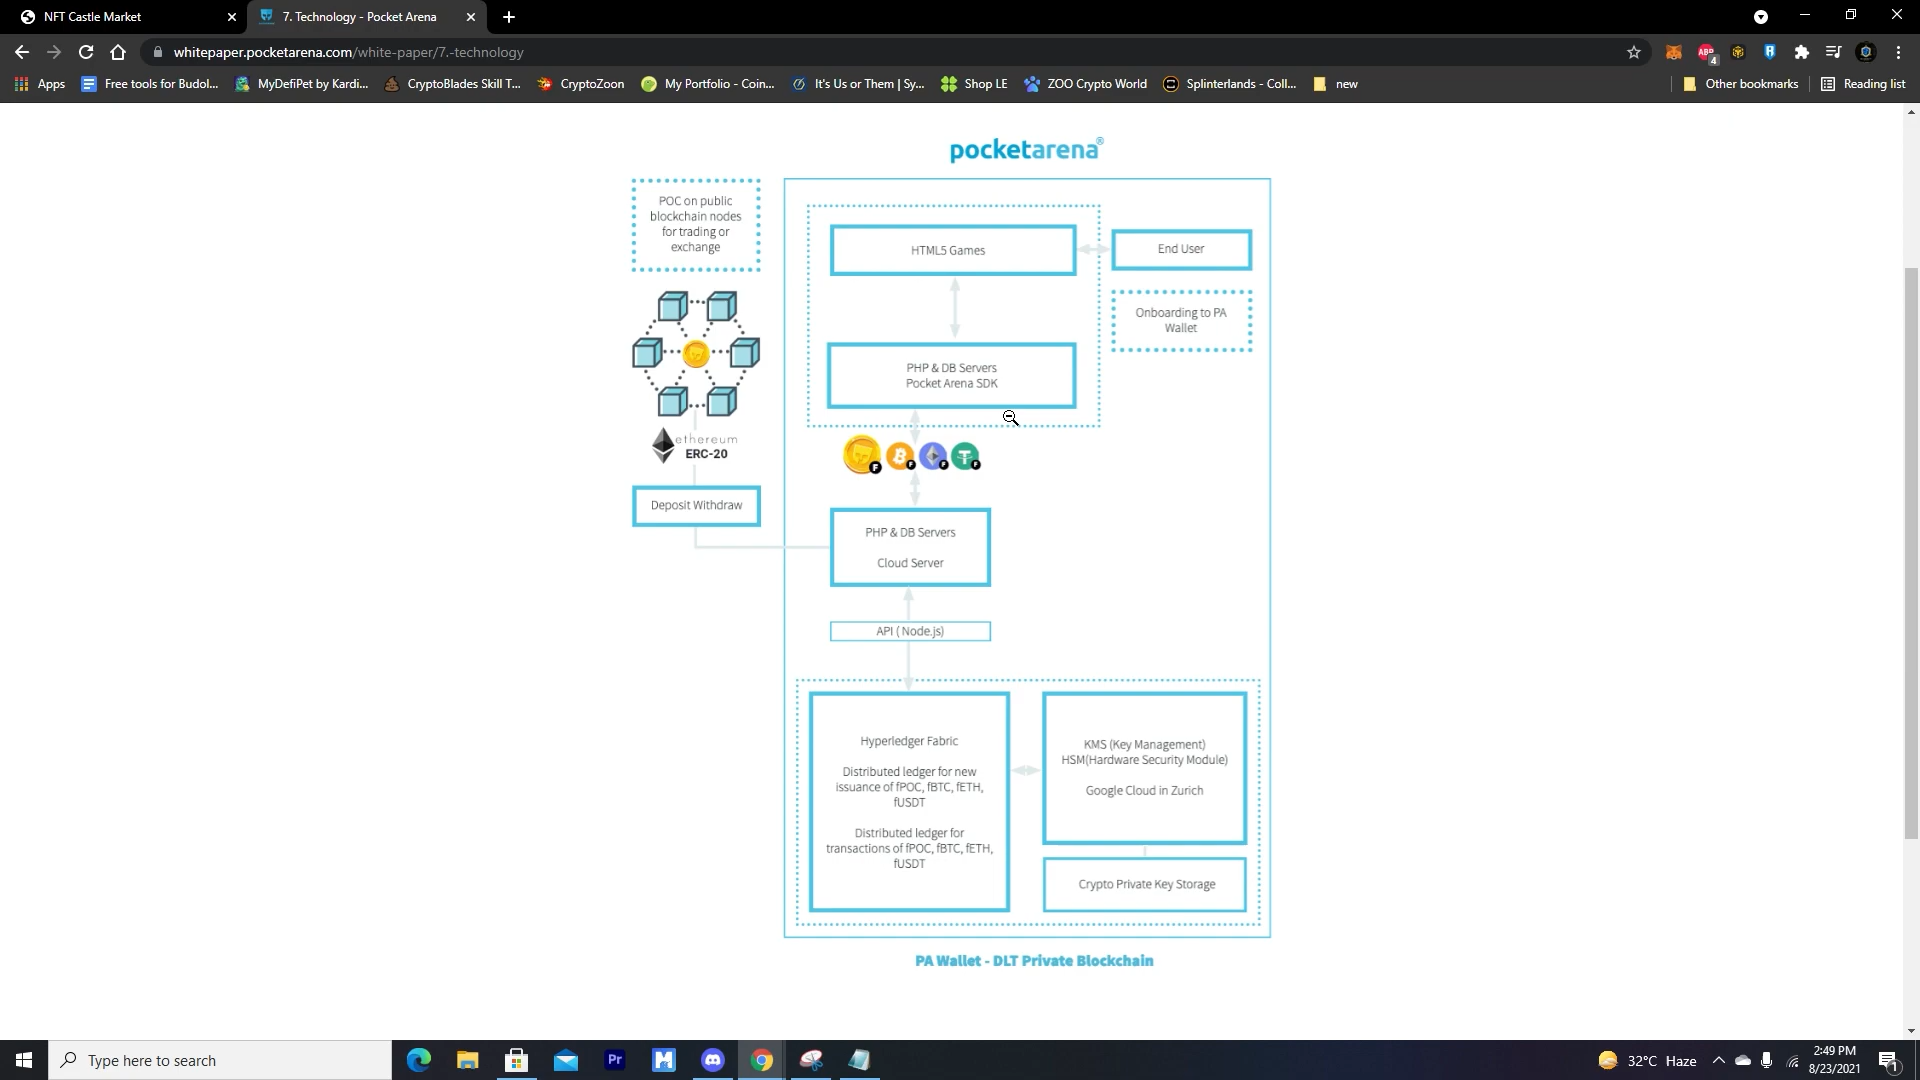 NFT Castle Market
7. Technology - Pocket Arena
whitepaper.pocketarena.com/white-paper/7.-technology
ABP
4
Apps
Free tools for Budol...
MyDefiPet by Kardi...
CryptoBlades Skill T...
CryptoZoon
My Portfolio - Coin...
It's Us or Them | Sy...
Shop LE
ZOO Crypto World
Splinterlands - Coll...
new
Other bookmarks
Reading list
pocketarena®
POC on public
blockchain nodes
for trading or
exchange
HTML5 Games
End User
Onboarding to PA
Wallet
PHP & DB Servers
Pocket Arena SDK
ethereum
ERC-20
F
F
F
F
Deposit Withdraw
PHP & DB Servers
Cloud Server
API ( Node.js)
Hyperledger Fabric
Distributed ledger for new
issuance of fPOC, fBTC, fETH,
fUSDT
Distributed ledger for
transactions of fPOC, fBTC, fETH,
fUSDT
KMS (Key Management)
HSM(Hardware Security Module)
Google Cloud in Zurich
Crypto Private Key Storage
PA Wallet - DLT Private Blockchain
Type here to search
Pr
32°C Haze
2:49 PM
8/23/2021
1